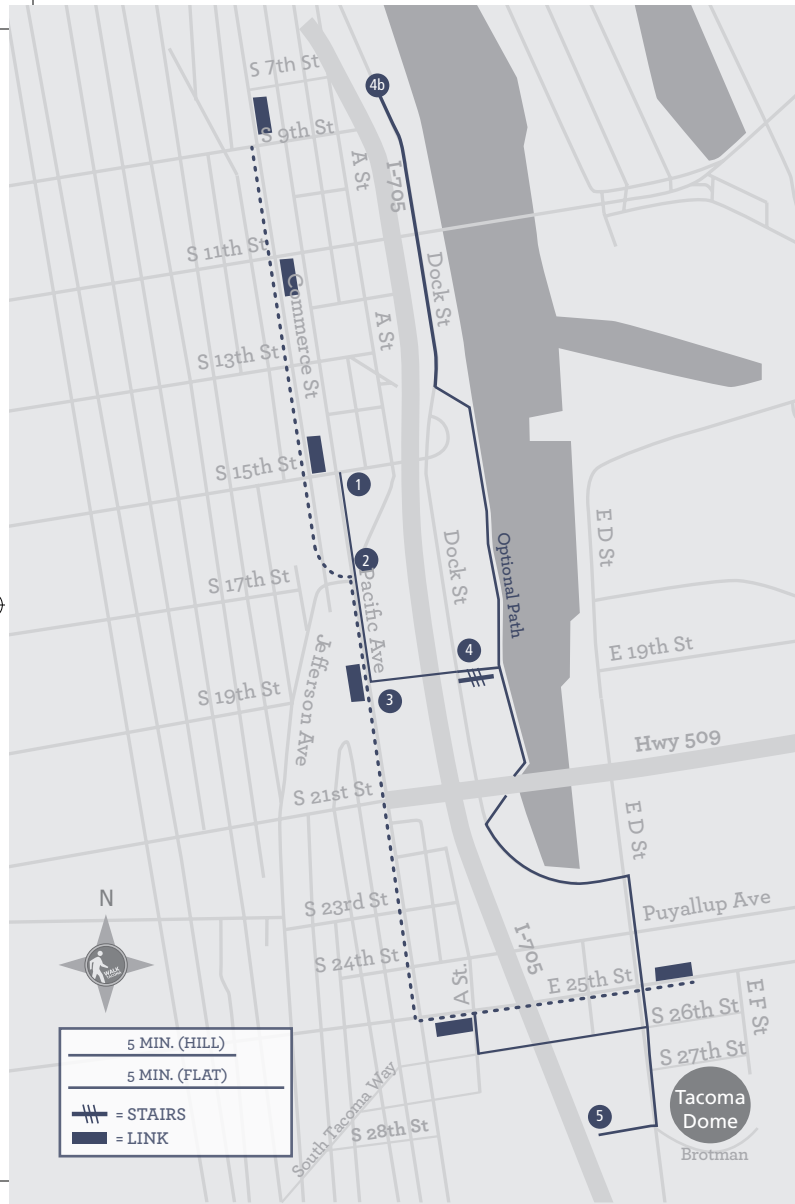 S 7th St
4b
S 9th St
A St
I-705
S 11th St
Dock St
Commerce St
A St
S 13th St
S 15th St
1
E D St
2
Optional Path
Dock St
S 17th St
Pacific Ave
Jefferson Ave
4
E 19th St
S 19th St
3
Hwy 509
S 21st St
E D St
N
S 23rd St
Puyallup Ave
WALK
TACOMA
S 24th St
I-705
A St.
E 25th St
E F St
S 26th St
5 MIN. (HILL)
S 27th St
5 MIN. (FLAT)
South Tacoma Way
Tacoma
Dome
= STAIRS
5
S 28th St
= LINK
Brotman